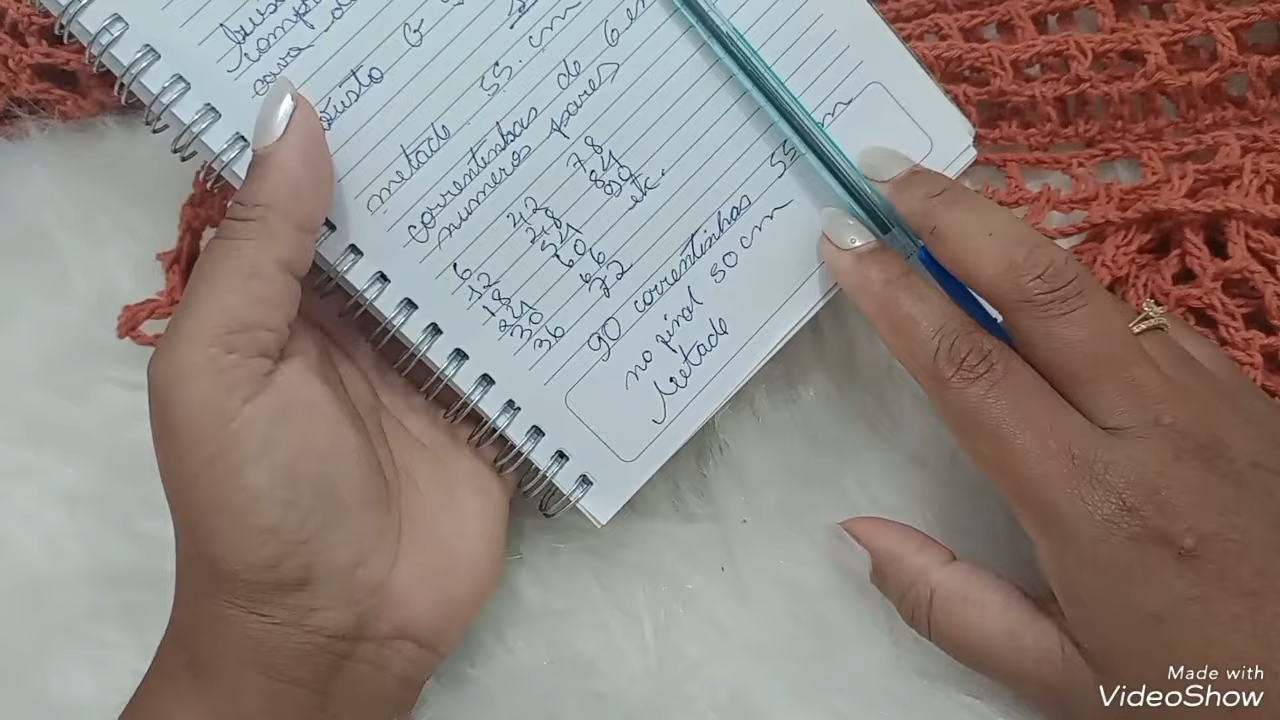 busto
metade 55. cm
correntinhas de 6 em
numeros pares
6
12
18
24
30
36
42
48
54
60
66
72
78
84
90
etc.
90 correntinhas 55
no final 50 cm
Metade
Made with
VideoShow